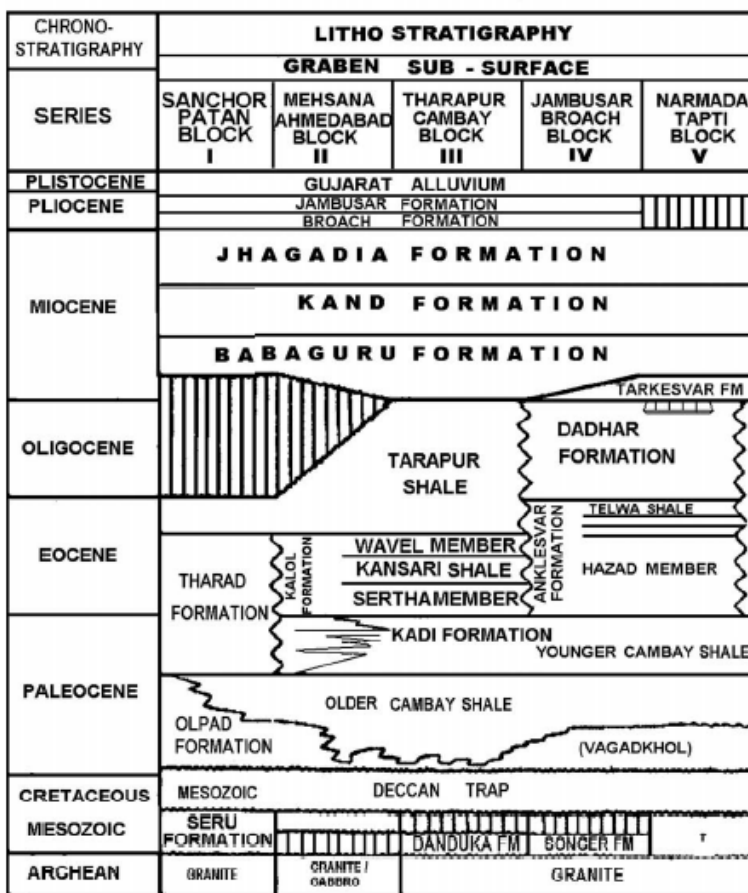 CHRONO-
STRATIGRAPHY
LITHO STRATIGRAPHY
GRABEN SUB - SURFACE
SERIES
SANCHOR
PATAN
BLOCK
I
MEHSANA
AHMEDABAD
BLOCK
II
THARAPUR
CAMBAY
BLOCK
III
JAMBUSAR
BROACH
BLOCK
IV
NARMADA
TAPTI
BLOCK
V
PLISTOCENE
GUJARAT ALLUVIUM
PLIOCENE
JAMBUSAR FORMATION
BROACH FORMATION
MIOCENE
JHAGADIA FORMATION
KAND FORMATION
BABAGURU FORMATION
TARKESVAR FM
OLIGOCENE
TARAPUR
SHALE
DADHAR
FORMATION
EOCENE
THARAD
FORMATION
KALOL
FORMATION
WAVEL MEMBER
KANSARI SHALE
SERTHA MEMBER
ANKLESVAR
FORMATION
TELWA SHALE
HAZAD MEMBER
KADI FORMATION
YOUNGER CAMBAY SHALE
PALEOCENE
OLDER CAMBAY SHALE
OLPAD
FORMATION
(VAGADKHOL)
CRETACEOUS
MESOZOIC
DECCAN TRAP
MESOZOIC
SERU
FORMATION
DANDUKA FM
SONGER FM
T
ARCHEAN
GRANITE
GRANITE /
GABBRO
GRANITE